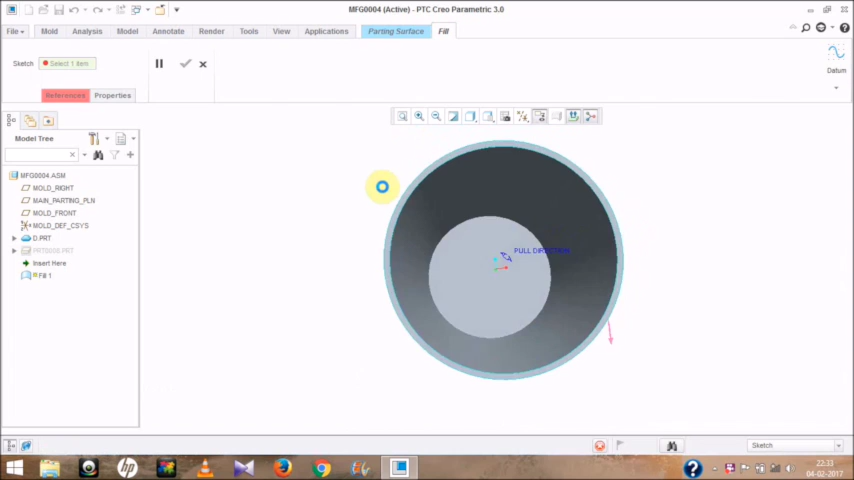 MFG0004 (Active) - PTC Creo Parametric 3.0
File Mold Analysis Model Annotate Render Tools View Applications Parting Surface Fill
Sketch Select 1 item
Datum
References Properties
Model Tree
MFG0004.ASM
MOLD_RIGHT
MAIN_PARTING_PLN
MOLD_FRONT
MOLD_DEF_CSYS
D.PRT
Insert Here
Fill 1
PULL DIRECTION
Sketch
22:33
04-02-2017